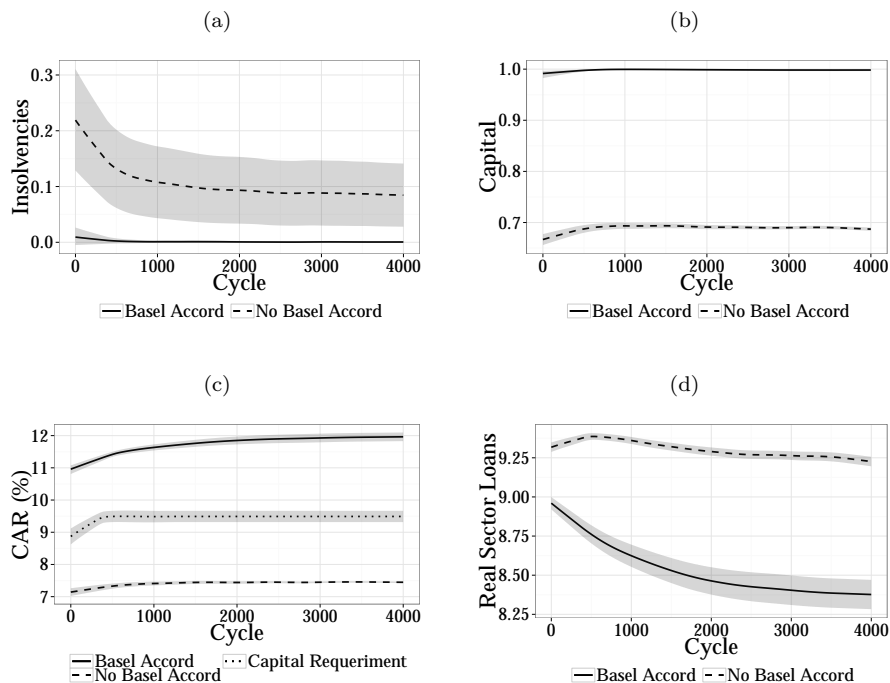 (a)
0.3
0.2
0.1
0.0
Insolvencies
0 1000 2000 3000 4000
Cycle
Basel Accord No Basel Accord
(b)
1.0
0.9
0.8
0.7
Capital
0 1000 2000 3000 4000
Cycle
Basel Accord No Basel Accord
(c)
12
11
10
9
8
7
CAR (%)
0 1000 2000 3000 4000
Cycle
Basel Accord Capital Requeriment
No Basel Accord
(d)
9.25
9.00
8.75
8.50
8.25
Real Sector Loans
0 1000 2000 3000 4000
Cycle
Basel Accord No Basel Accord